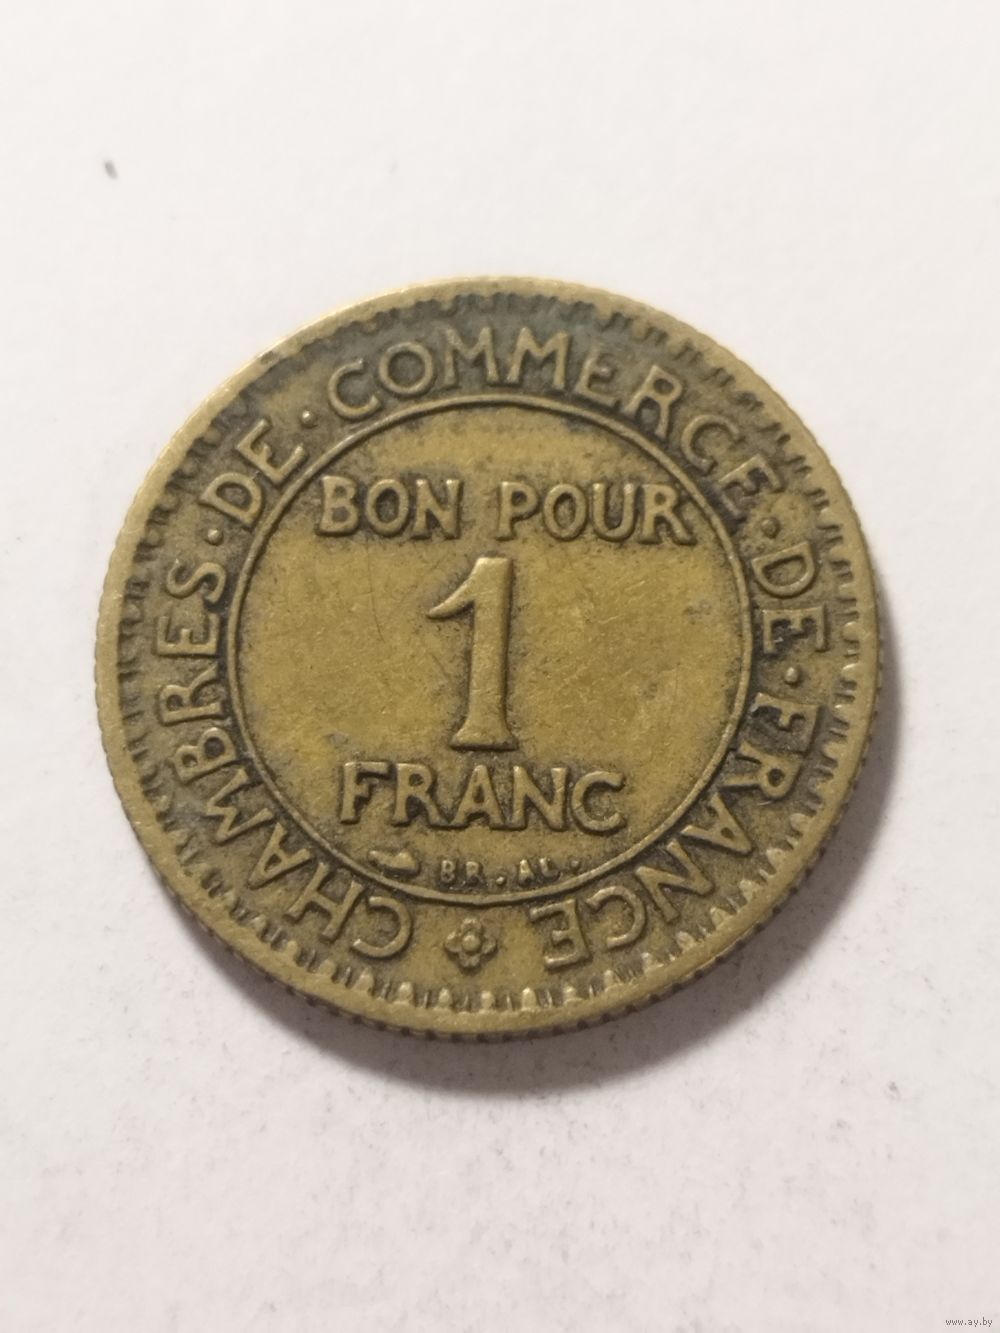 CHAMBRES · DE · COMMERCE · DE · FRANCE
BON POUR
1
FRANC
BR. AL.
www.ay.by